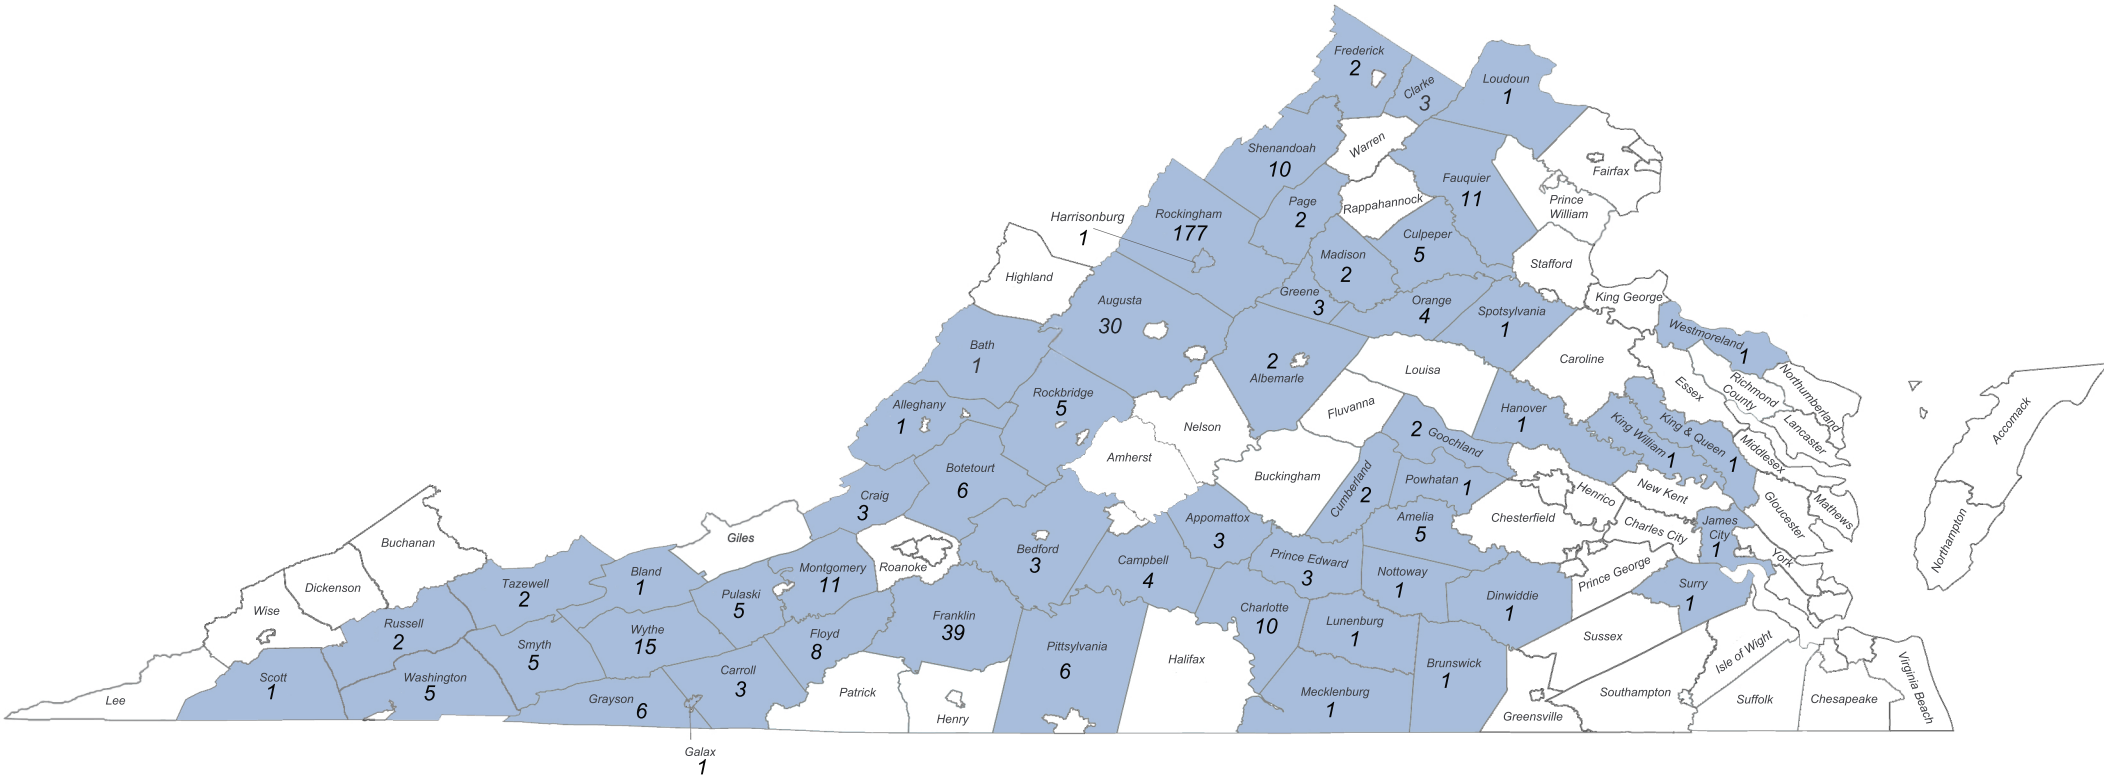 Frederick
2
Clarke
3
Loudoun
1
Shenandoah
10
Warren
Fairfax
Fauquier
11
Page
2
Rappahannock
Prince
William
Harrisonburg
1
Rockingham
177
Culpeper
5
Madison
2
Stafford
Highland
Greene
3
King George
Augusta
30
Orange
4
Spotsylvania
1
Westmoreland
1
Bath
1
Caroline
2
Albemarle
Louisa
Essex
Richmond
County
Northumberland
Rockbridge
5
Alleghany
1
Fluvanna
Hanover
1
Accomack
Nelson
2
Goochland
King William
1
King & Queen
1
Lancaster
Middlesex
Amherst
Botetourt
6
Buckingham
Cumberland
2
Powhatan 1
Craig
3
Henrico
New Kent
Gloucester
Mathews
Appomattox
3
Amelia
5
Chesterfield
Charles City
James
City
1
Northampton
Buchanan
Giles
Bedford
3
Roanoke
Campbell
4
Prince Edward
3
York
Montgomery
11
Bland
1
Nottoway
1
Prince George
Dickenson
Tazewell
2
Pulaski
5
Surry
1
Dinwiddie
1
Wise
Charlotte
10
Franklin
39
Russell
2
Lunenburg
1
Wythe
15
Floyd
8
Sussex
Smyth
5
Pittsylvania
6
Halifax
Isle of Wight
Brunswick
1
Carroll
3
Scott
1
Washington
5
Patrick
Mecklenburg
1
Southampton
Suffolk
Chesapeake
Virginia Beach
Lee
Grayson
6
Henry
Greensville
Galax
1